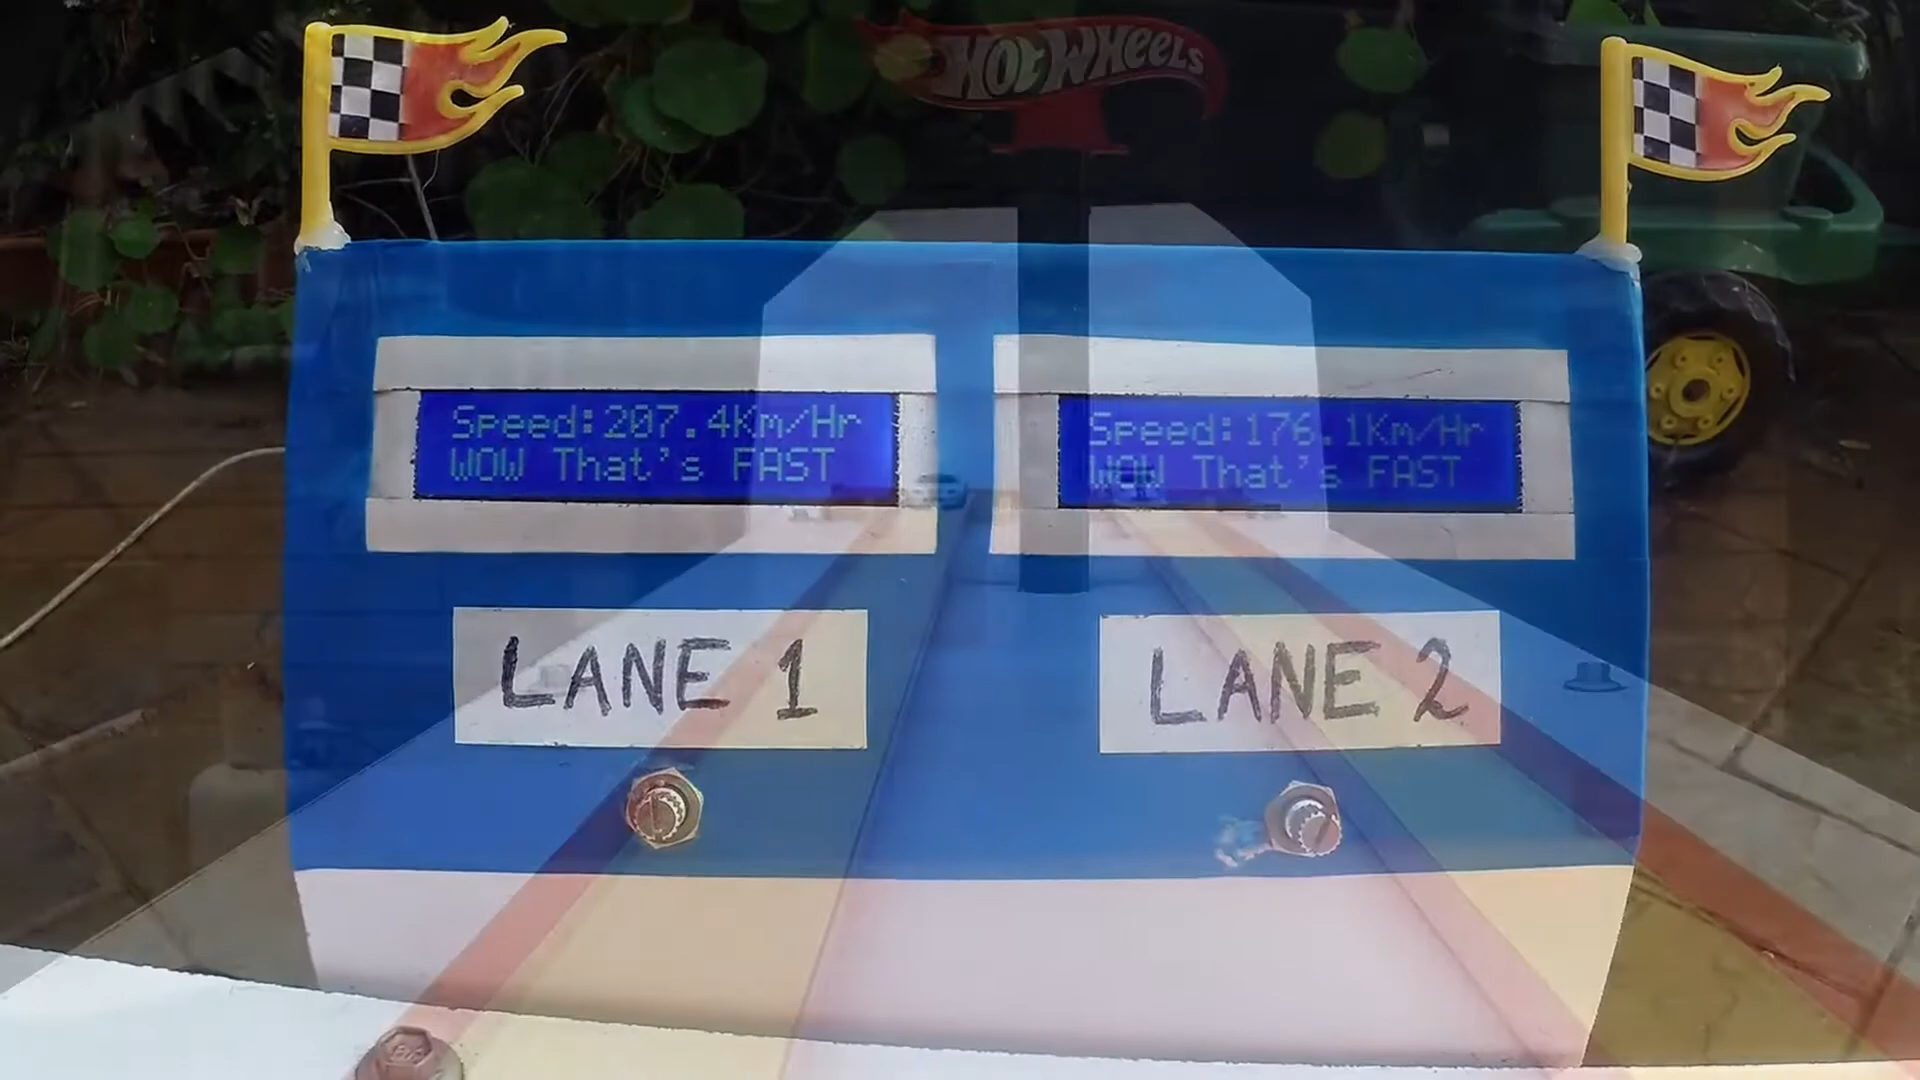 HOT WHEELS
Speed:207.4Km/Hr
WOW That's FAST
Speed:176.1Km/Hr
WOW That's FAST
LANE 1
LANE 2